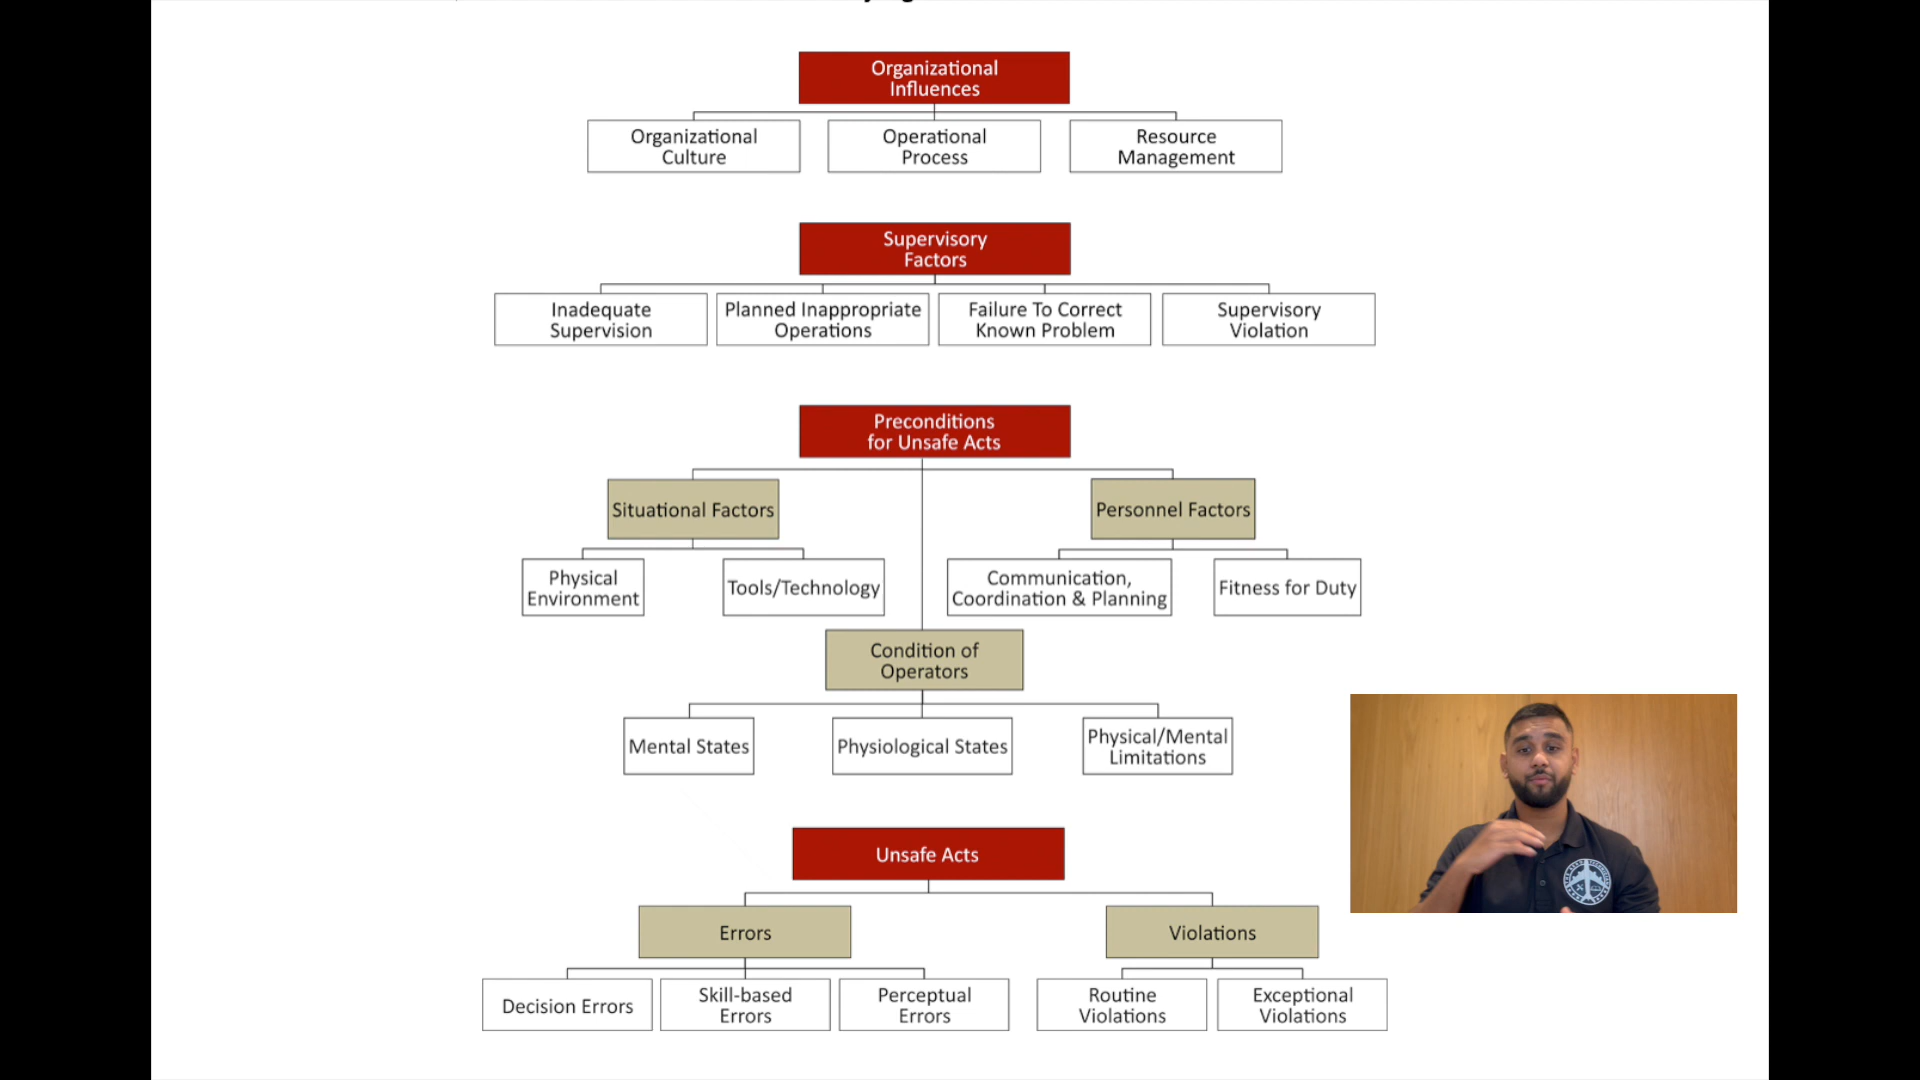 Organizational
Influences
Organizational
Culture
Operational
Process
Resource
Management
Supervisory
Factors
Inadequate
Supervision
Planned Inappropriate
Operations
Failure To Correct
Known Problem
Supervisory
Violation
Preconditions
for Unsafe Acts
Situational Factors
Personnel Factors
Physical
Environment
Tools/Technology
Communication,
Coordination & Planning
Fitness for Duty
Condition of
Operators
Mental States
Physiological States
Physical/Mental
Limitations
Unsafe Acts
Errors
Violations
Decision Errors
Skill-based
Errors
Perceptual
Errors
Routine
Violations
Exceptional
Violations